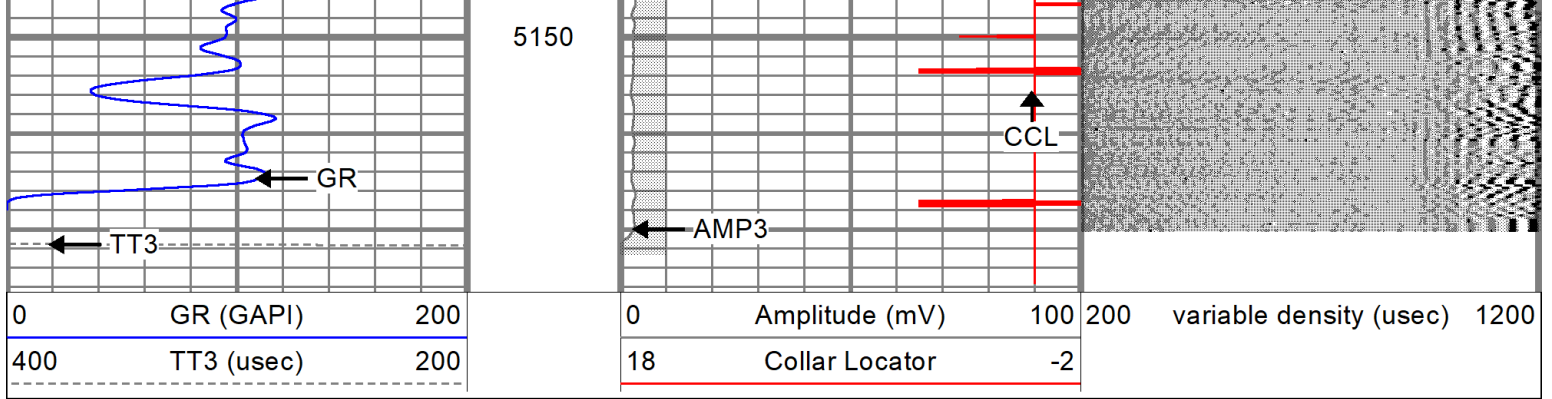 5150
CCL
GR
AMP3
TT3
0 GR (GAPI) 200
0 Amplitude (mV) 100
200 variable density (usec) 1200
400 TT3 (usec) 200
18 Collar Locator -2